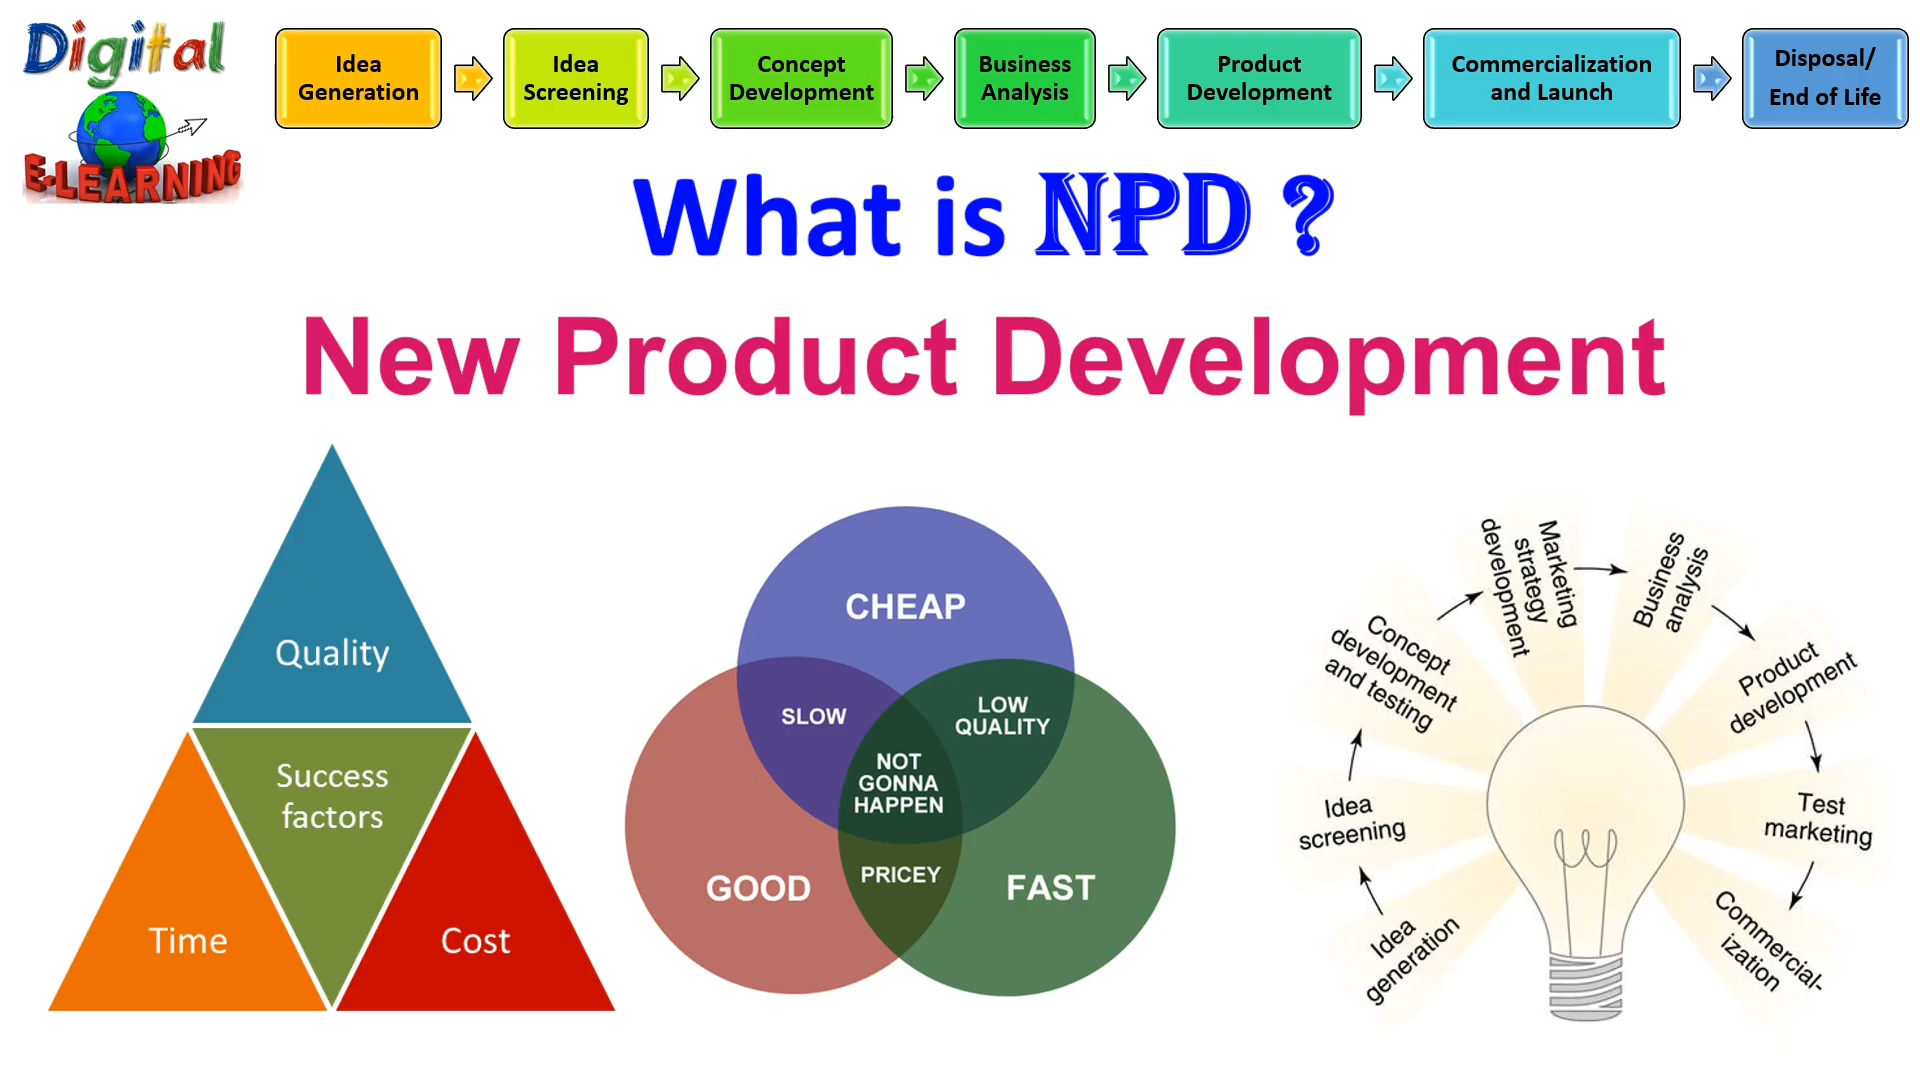 Digital
E-LEARNING
Idea
Generation
Idea
Screening
Concept
Development
Business
Analysis
Product
Development
Commercialization
and Launch
Disposal/
End of Life
What is NPD ?
New Product Development
Quality
Success
factors
Time
Cost
CHEAP
SLOW
LOW
QUALITY
NOT
GONNA
HAPPEN
GOOD
PRICEY
FAST
Idea
generation
Idea
screening
Concept
development
and testing
Marketing
strategy
development
Business
analysis
Product
development
Test
marketing
Commercial-
ization